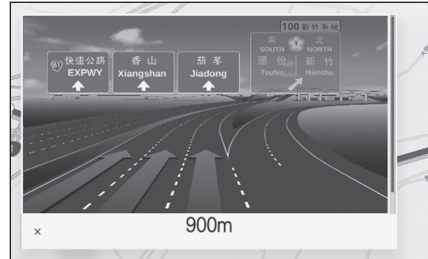 100 新竹系統
南 1 北
SOUTH NORTH
頭份 新竹
Toufen Hsinchu
61 快速公路
EXPWY
香山
Xiangshan
茄苳
Jiadong
900m
×